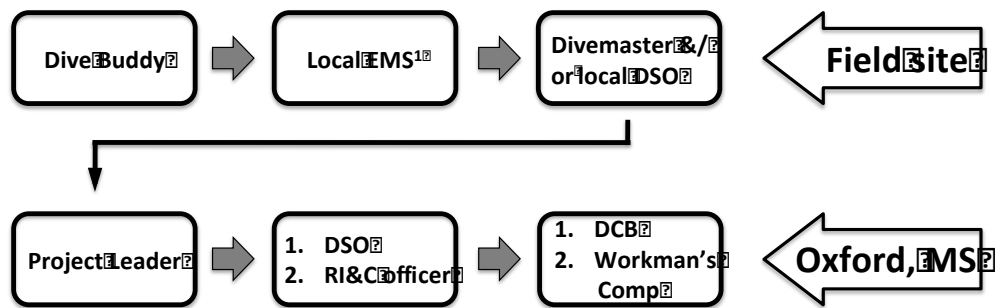 Dive Buddy
Local EMS¹
Divemaster &/
or local DSO
Field site
Project Leader
1. DSO
2. RI&C officer
1. DCB
2. Workman's
Comp
Oxford, MS